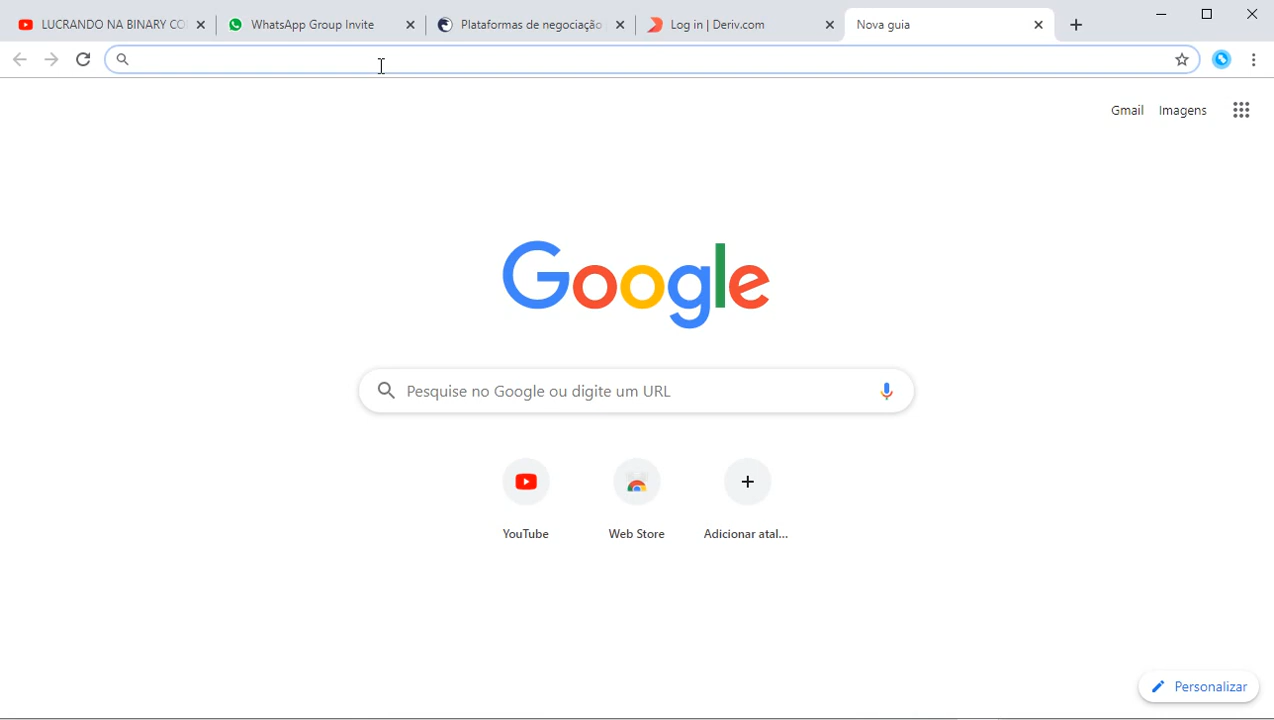 LUCRANDO NA BINARY CO
WhatsApp Group Invite
Plataformas de negociação
Log in | Deriv.com
Nova guia
Gmail
Imagens
Google
Pesquise no Google ou digite um URL
YouTube
Web Store
Adicionar atal...
Personalizar